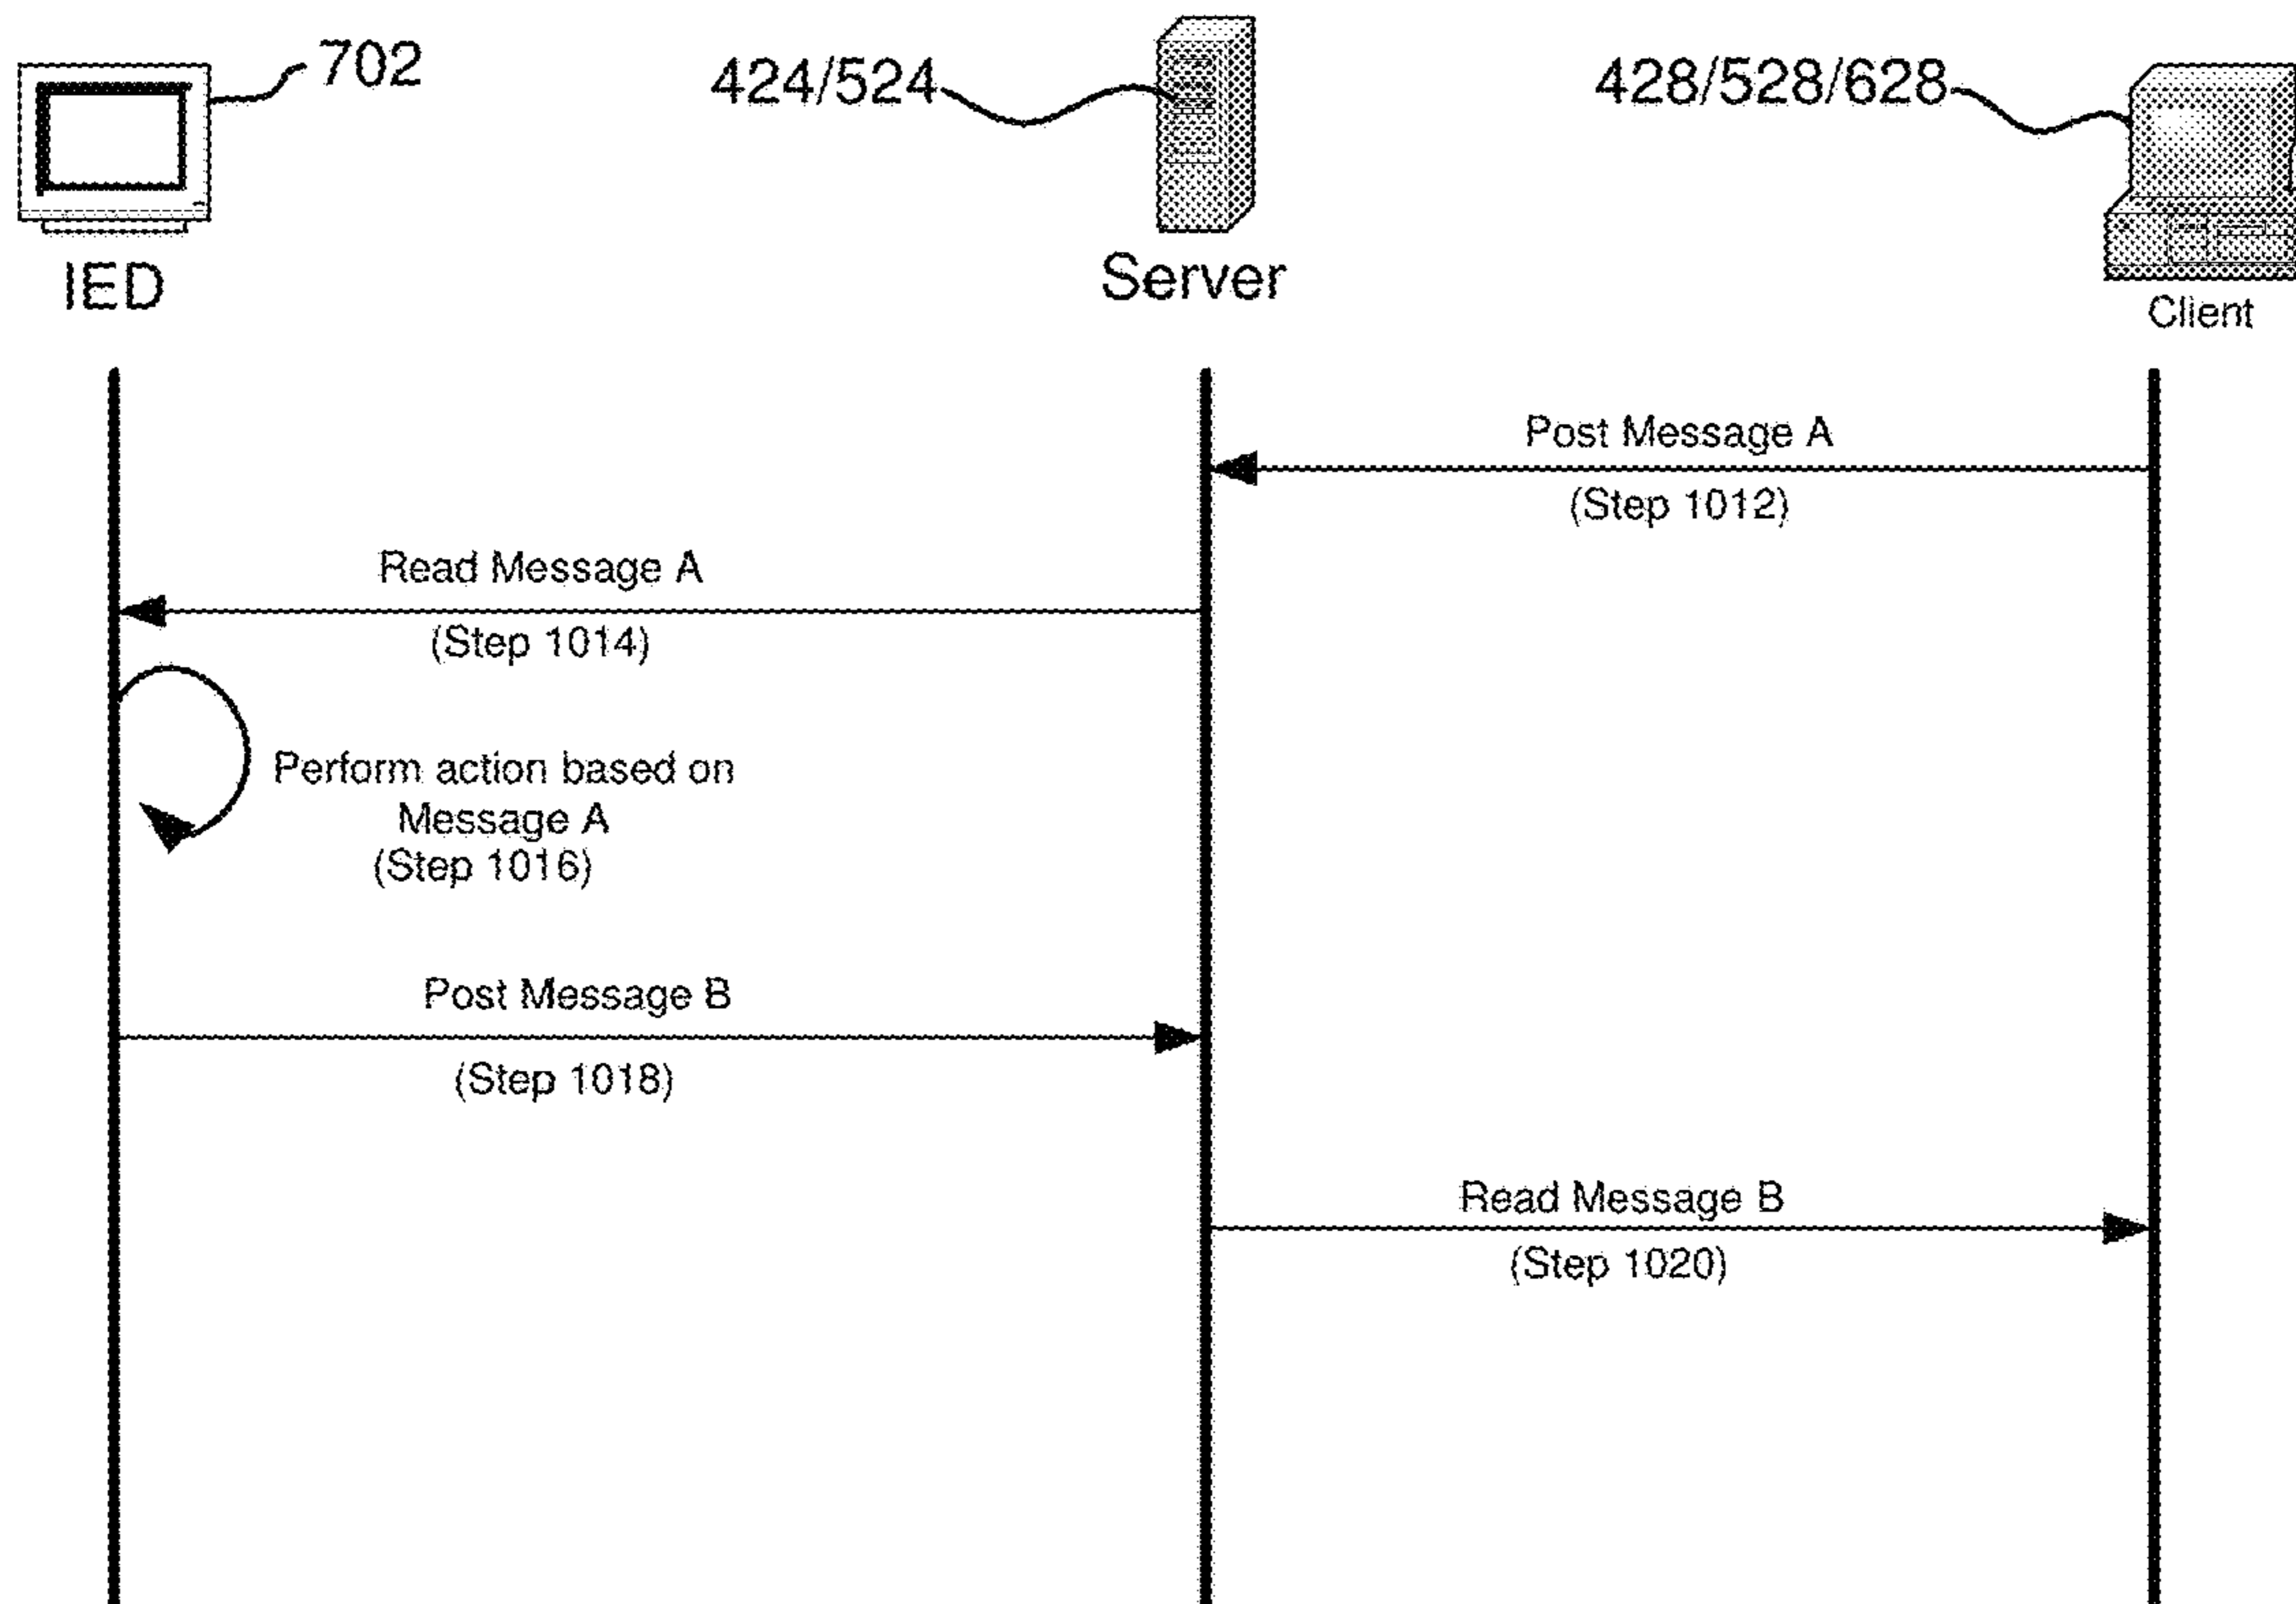 702
424/524
428/528/628
IED
Server
Client
Post Message A
(Step 1012)
Read Message A
(Step 1014)
Perform action based on
Message A
(Step 1016)
Post Message B
(Step 1018)
Read Message B
(Step 1020)